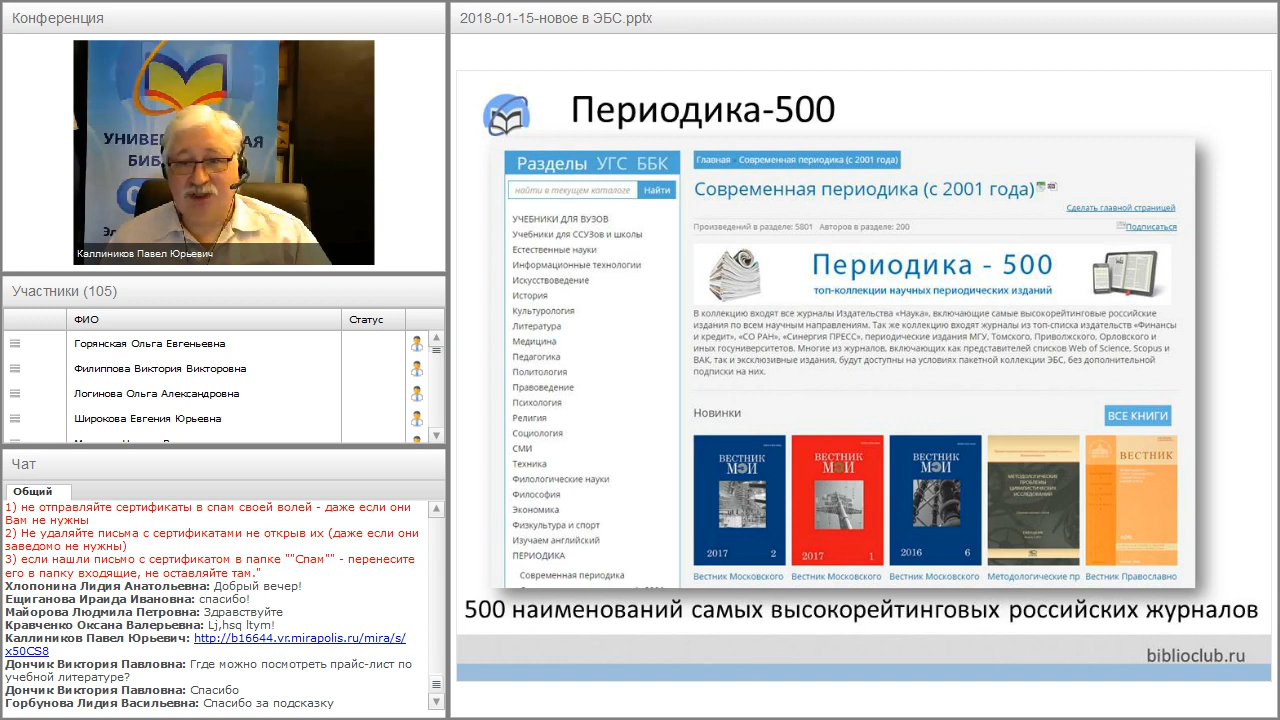 Конференция
УНИВЕ
АЯ
БИБ
Эл
Каллиников Павел Юрьевич
Участники (105)
ФИО
Статус
Горянская Ольга Евгеньевна
Филиппова Виктория Викторовна
Логинова Ольга Александровна
Широкова Евгения Юрьевна
Чат
Общий
1) не отправляйте сертификаты в спам своей волей - даже если они
Вам не нужны
2) Не удаляйте письма с сертификатами не открыв их (даже если они
заведомо не нужны)
3) если нашли письмо с сертификатом в папке ""Спам"" - перенесите
его в папку входящие, не оставляйте там."
Хлопонина Лидия Анатольевна: Добрый вечер!
Ещиганова Ираида Ивановна: спасибо!
Майорова Людмила Петровна: Здравствуйте
Кравченко Оксана Валерьевна: Lj,hsq ltym!
Каллиников Павел Юрьевич: http://b16644.vr.mirapolis.ru/mira/s/
x50CS8
Дончик Виктория Павловна: Ггде можно посмотреть прайс-лист по
учебной литературе?
Дончик Виктория Павловна: Спасибо
Горбунова Лидия Васильевна: Спасибо за подсказку
2018-01-15-новое в ЭБС.pptx
Периодика-500
Разделы УГС ББК
найти в текущем каталоге
Найти
УЧЕБНИКИ ДЛЯ ВУЗОВ
Учебники для ССУЗов и школы
Естественные науки
Информационные технологии
Искусствоведение
История
Культурология
Литература
Медицина
Педагогика
Политология
Правоведение
Психология
Религия
Социология
СМИ
Техника
Филологические науки
Философия
Экономика
Физкультура и спорт
Изучаем английский
ПЕРИОДИКА
Современная периодика
Главная Современная периодика (с 2001 года)
Современная периодика (с 2001 года)
Сделать главной страницей
Произведений в разделе: 5801 Авторов в разделе: 200
Подписаться
Периодика - 500
топ-коллекции научных периодических изданий
В коллекцию входят все журналы Издательства «Наука», включающие самые высокорейтинговые российские
издания по всем научным направлениям. Так же коллекцию входят журналы из топ-списка издательств «Финансы
и кредит», «СО РАН», «Синергия ПРЕСС», периодические издания МГУ, Томского, Приволжского, Орловского и
иных госуниверситетов. Многие из журналов, включающих как представителей списков Web of Science, Scopus и
ВАК, так и эксклюзивные издания, будут доступны на условиях пакетной коллекции ЭБС, без дополнительной
подписки на них.
Новинки
ВСЕ КНИГИ
ВЕСТНИК
МЭИ
2017 2
ВЕСТНИК
МЭИ
2017 1
ВЕСТНИК
МЭИ
2016 6
МЕТОДОЛОГИЧЕСКИЕ
ПРОБЛЕМЫ
ЦИВИЛИСТИЧЕСКИХ
ИССЛЕДОВАНИЙ
ВЕСТНИК
Вестник Московского
Вестник Московского
Вестник Московского
Методологические пр
Вестник Православно
500 наименований самых высокорейтинговых российских журналов
biblioclub.ru